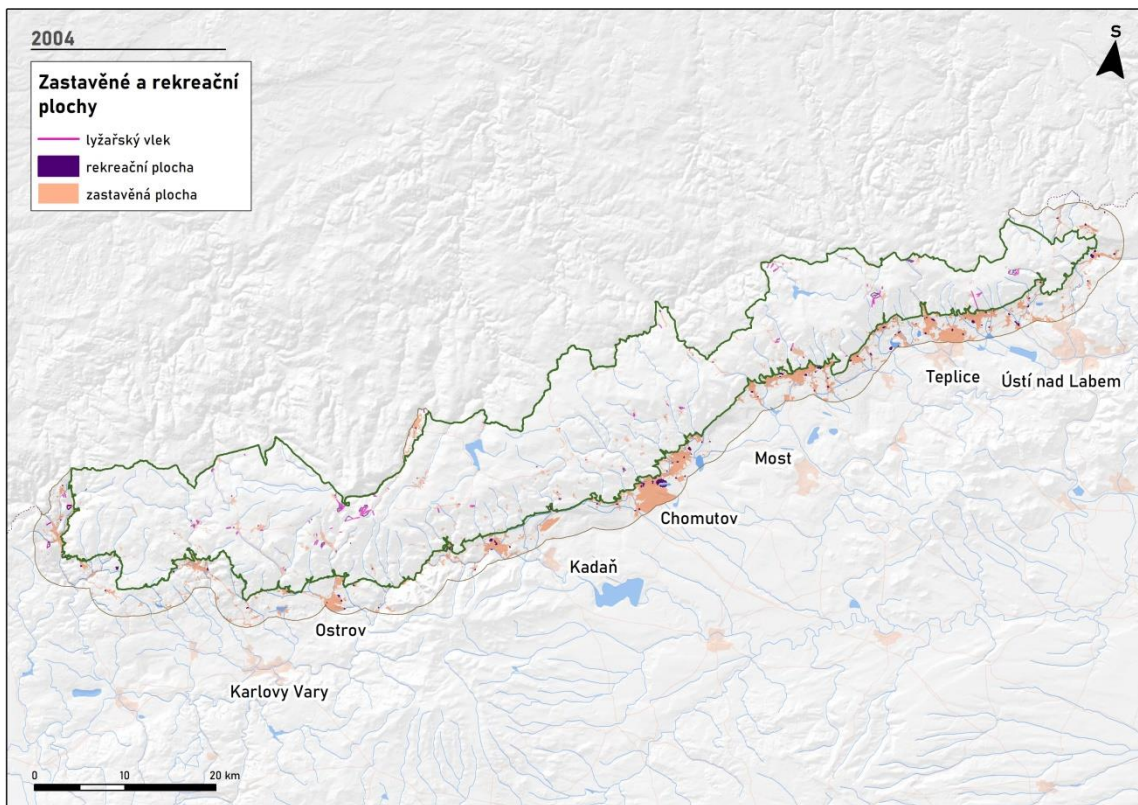 2004
S
Zastavěné a rekreační
plochy
lyžařský vlek
rekreační plocha
zastavěná plocha
Teplice
Ústí nad Labem
Most
Chomutov
Kadaň
Ostrov
Karlovy Vary
0 10 20 km